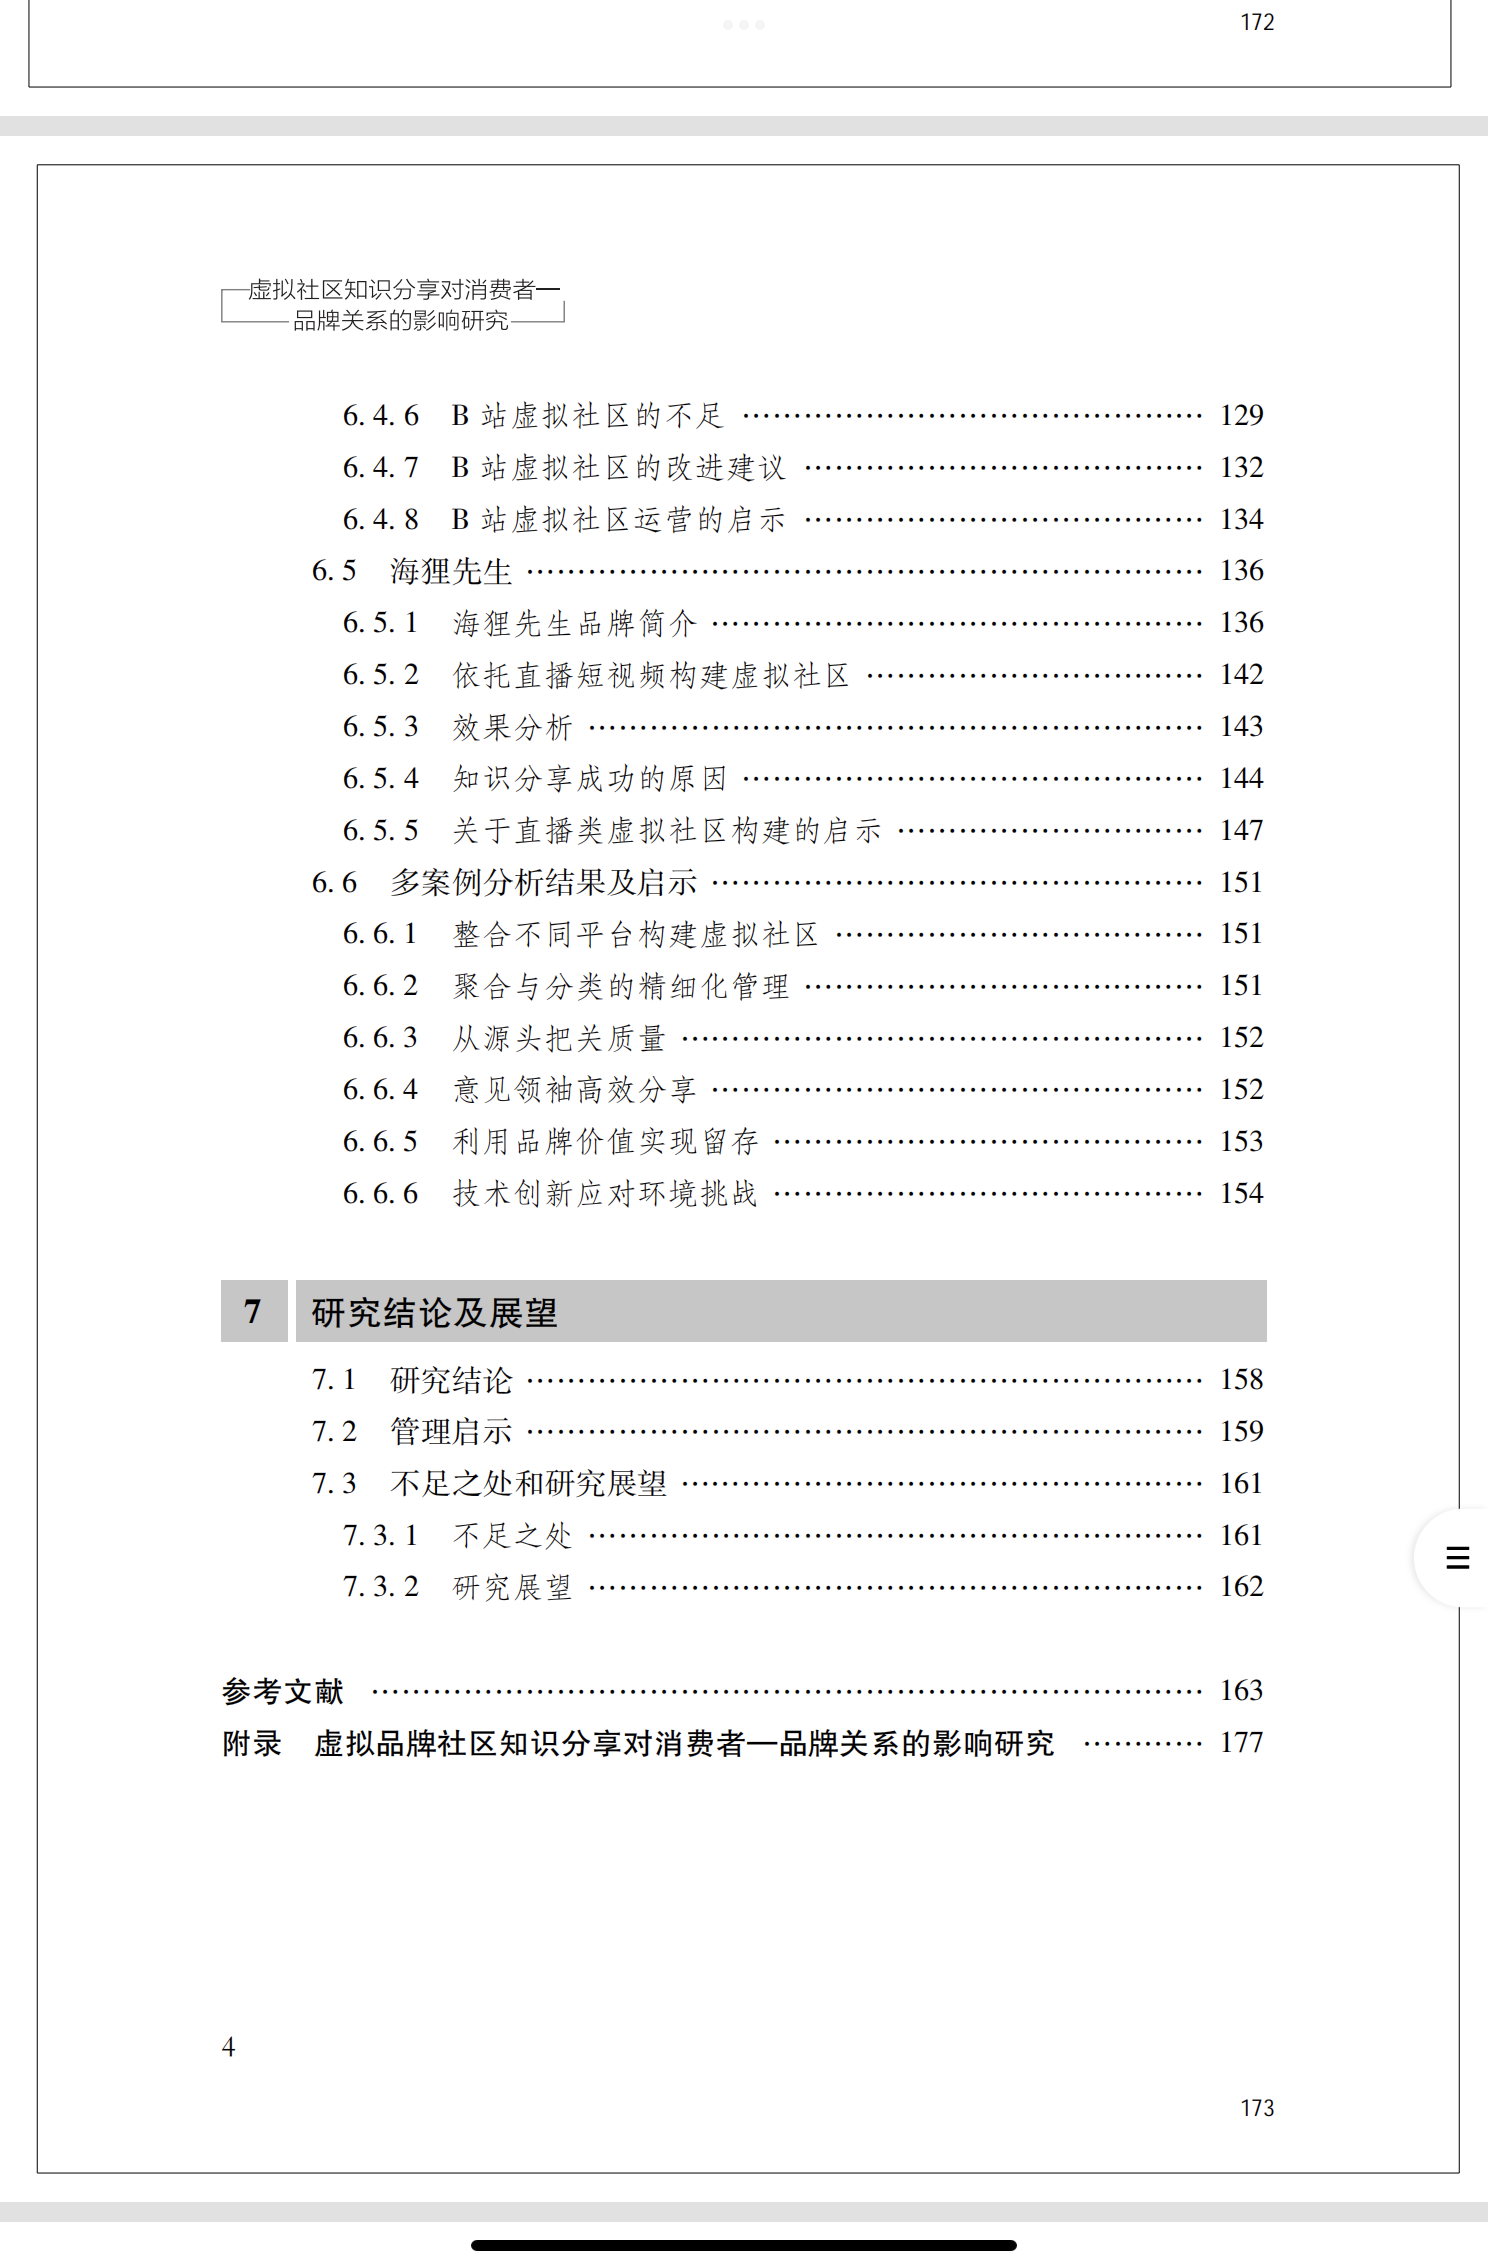 172
虚拟社区知识分享对消费者—
品牌关系的影响研究
6.4.6 B 站虚拟社区的不足 …………………………………… 129
6.4.7 B 站虚拟社区的改进建议 ……………………………… 132
6.4.8 B 站虚拟社区运营的启示 ……………………………… 134
6.5 海狸先生 …………………………………………………… 136
6.5.1 海狸先生品牌简介 ……………………………………… 136
6.5.2 依托直播短视频构建虚拟社区 ………………………… 142
6.5.3 效果分析 ………………………………………………… 143
6.5.4 知识分享成功的原因 …………………………………… 144
6.5.5 关于直播类虚拟社区构建的启示 ……………………… 147
6.6 多案例分析结果及启示 …………………………………… 151
6.6.1 整合不同平台构建虚拟社区 …………………………… 151
6.6.2 聚合与分类的精细化管理 ……………………………… 151
6.6.3 从源头把关质量 ………………………………………… 152
6.6.4 意见领袖高效分享 ……………………………………… 152
6.6.5 利用品牌价值实现留存 ………………………………… 153
6.6.6 技术创新应对环境挑战 ………………………………… 154
7 研究结论及展望
7.1 研究结论 …………………………………………………… 158
7.2 管理启示 …………………………………………………… 159
7.3 不足之处和研究展望 ……………………………………… 161
7.3.1 不足之处 ………………………………………………… 161
7.3.2 研究展望 ………………………………………………… 162
参考文献 ………………………………………………………………… 163
附录 虚拟品牌社区知识分享对消费者—品牌关系的影响研究 ………… 177
4
173